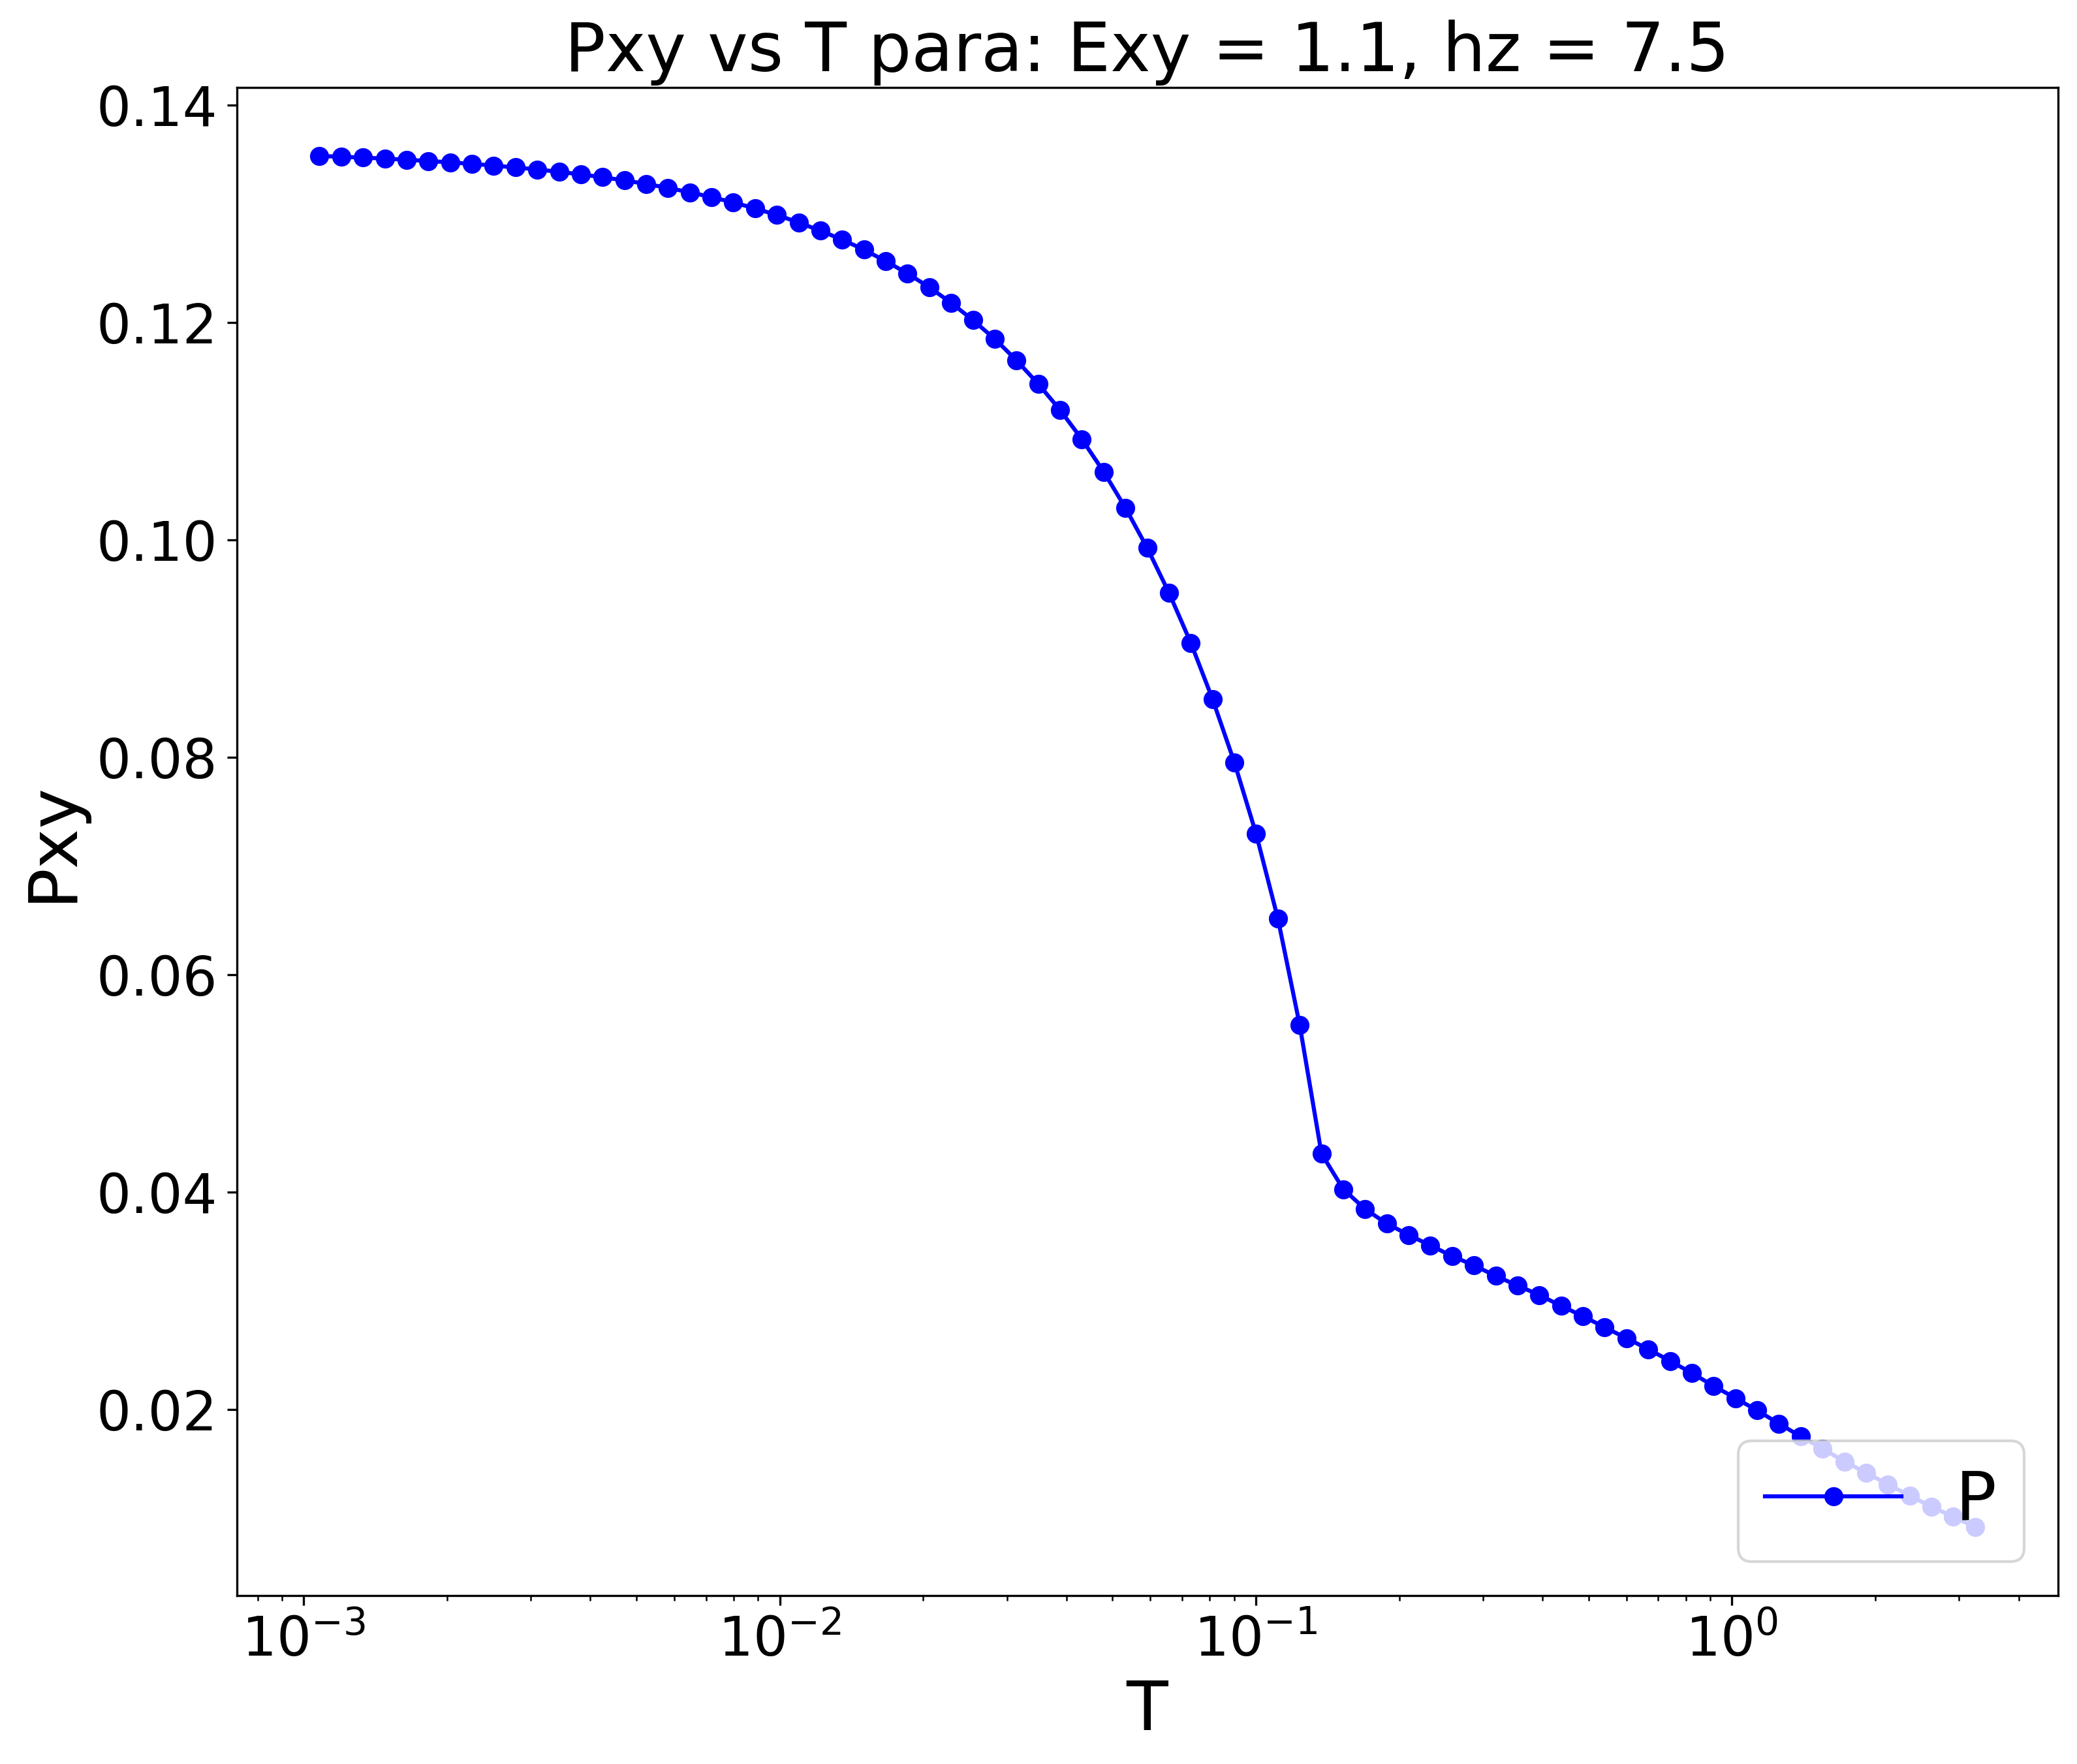 Pxy vs T para: Exy = 1.1, hz = 7.5
0.14
0.12
0.10
0.08
0.06
0.04
0.02
Pxy
P
10⁻³ 10⁻² 10⁻¹ 10⁰
T